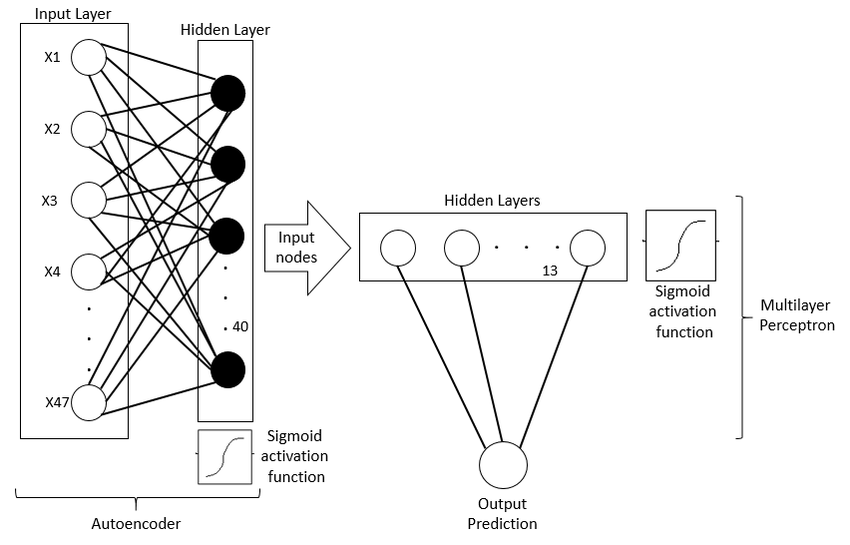 Input Layer
Hidden Layer
X1
X2
X3
X4
X47
40
Sigmoid
activation
function
Autoencoder
Input
nodes
Hidden Layers
13
Sigmoid
activation
function
Multilayer
Perceptron
Output
Prediction